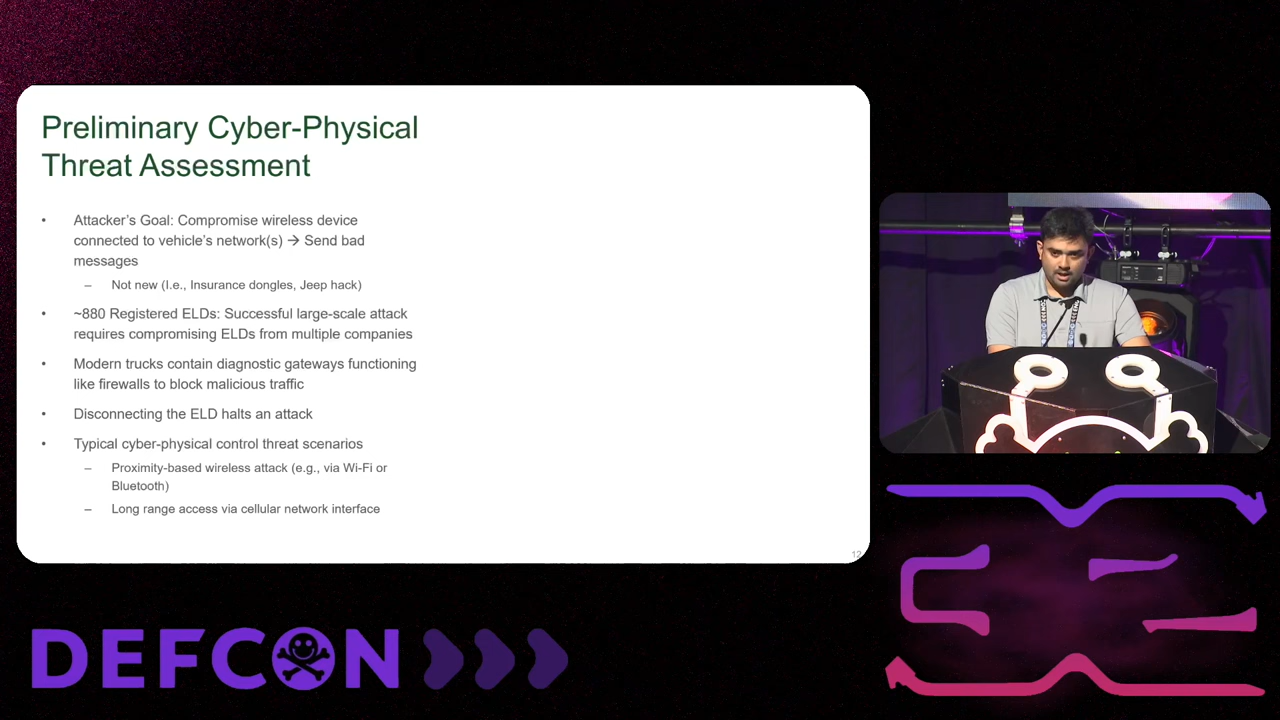 Preliminary Cyber-Physical
Threat Assessment
• Attacker’s Goal: Compromise wireless device
connected to vehicle’s network(s) → Send bad
messages
– Not new (I.e., Insurance dongles, Jeep hack)
• ~880 Registered ELDs: Successful large-scale attack
requires compromising ELDs from multiple companies
• Modern trucks contain diagnostic gateways functioning
like firewalls to block malicious traffic
• Disconnecting the ELD halts an attack
• Typical cyber-physical control threat scenarios
– Proximity-based wireless attack (e.g., via Wi-Fi or
Bluetooth)
– Long range access via cellular network interface
12
DEFCON